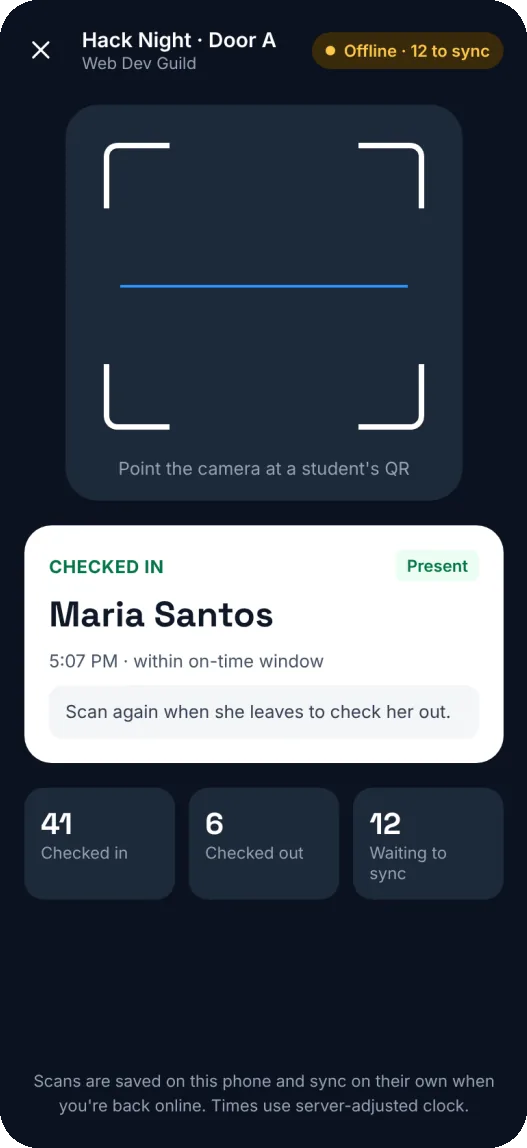 Hack Night · Door A
Web Dev Guild
Offline · 12 to sync
Point the camera at a student's QR
CHECKED IN
Present
Maria Santos
5:07 PM · within on-time window
Scan again when she leaves to check her out.
41
Checked in
6
Checked out
12
Waiting to
sync
Scans are saved on this phone and sync on their own when
you're back online. Times use server-adjusted clock.